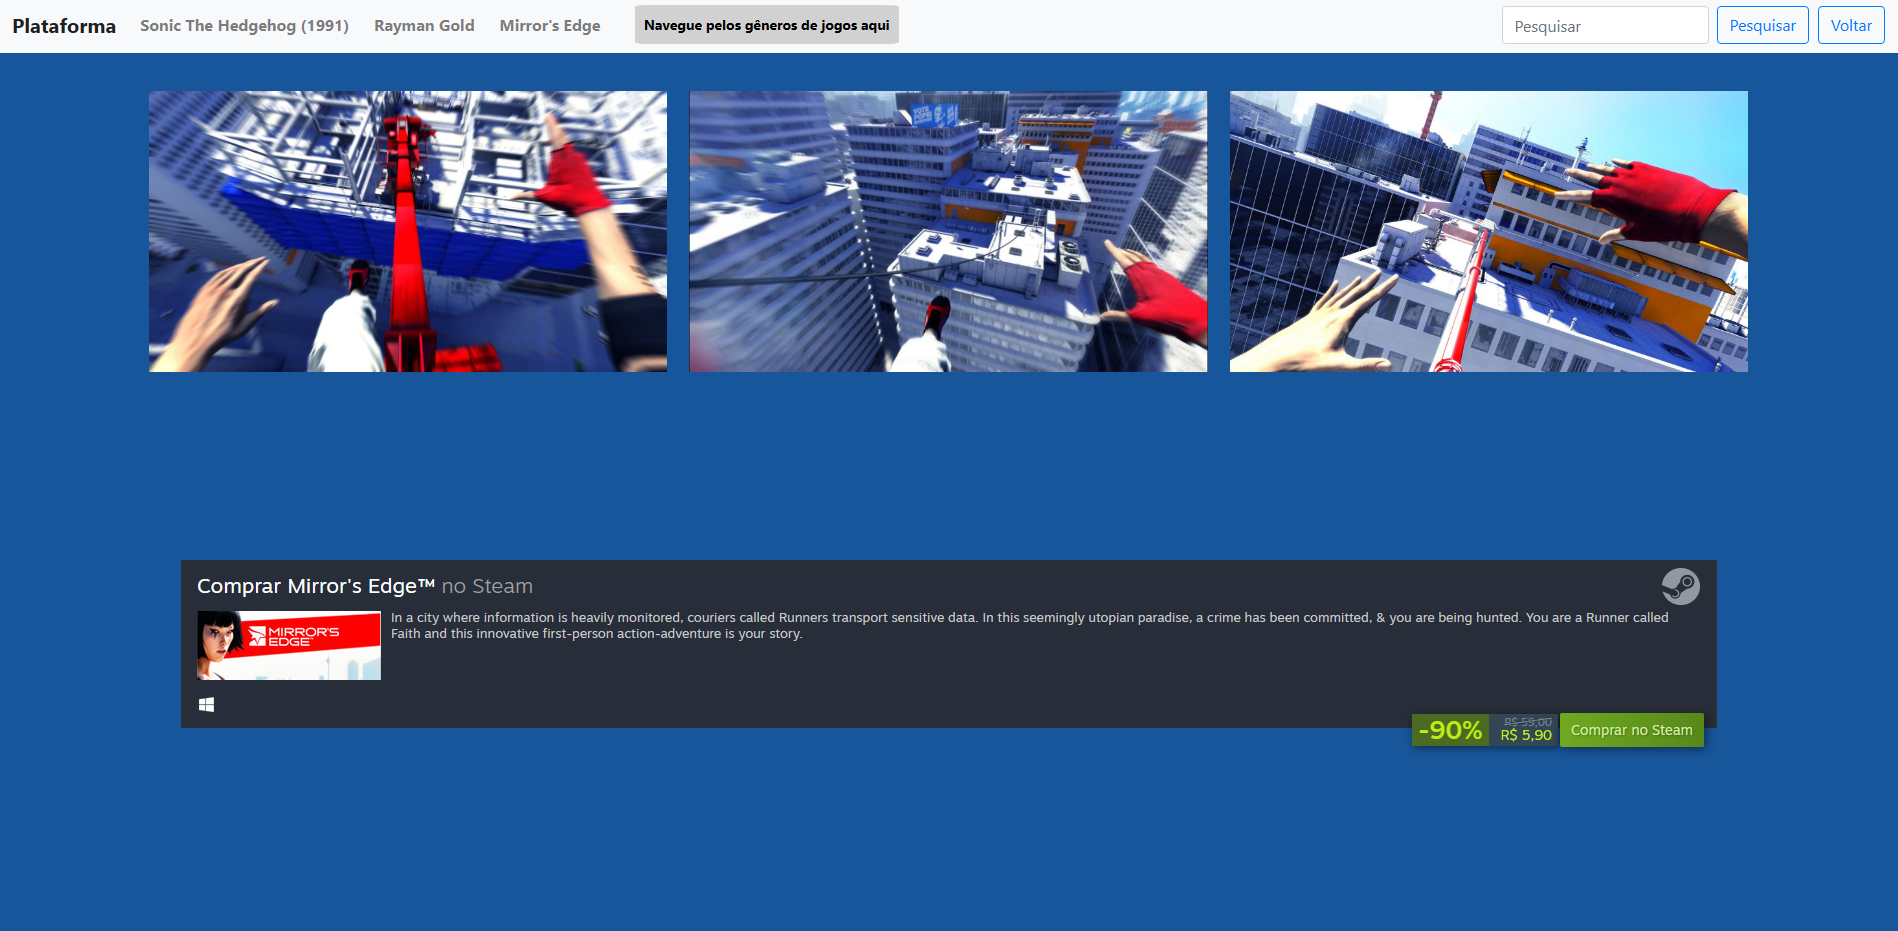 Plataforma Sonic The Hedgehog (1991) Rayman Gold Mirror's Edge Navegue pelos gêneros de jogos aqui Pesquisar Pesquisar Voltar
VOTE
Comprar Mirror's Edge™ no Steam
MIRROR'S
EDGE™
In a city where information is heavily monitored, couriers called Runners transport sensitive data. In this seemingly utopian paradise, a crime has been committed, & you are being hunted. You are a Runner called
Faith and this innovative first-person action-adventure is your story.
-90% R$ 59,00
R$ 5,90 Comprar no Steam